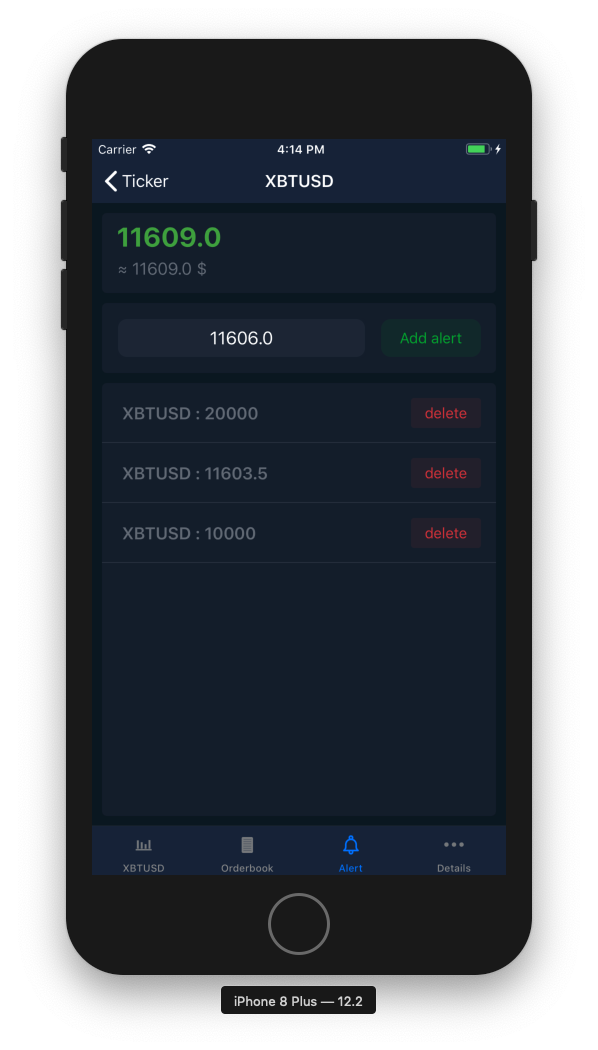 Carrier 4:14 PM
Ticker XBTUSD
11609.0
≈ 11609.0 $
11606.0 Add alert
XBTUSD : 20000 delete
XBTUSD : 11603.5 delete
XBTUSD : 10000 delete
XBTUSD Orderbook Alert Details
iPhone 8 Plus — 12.2